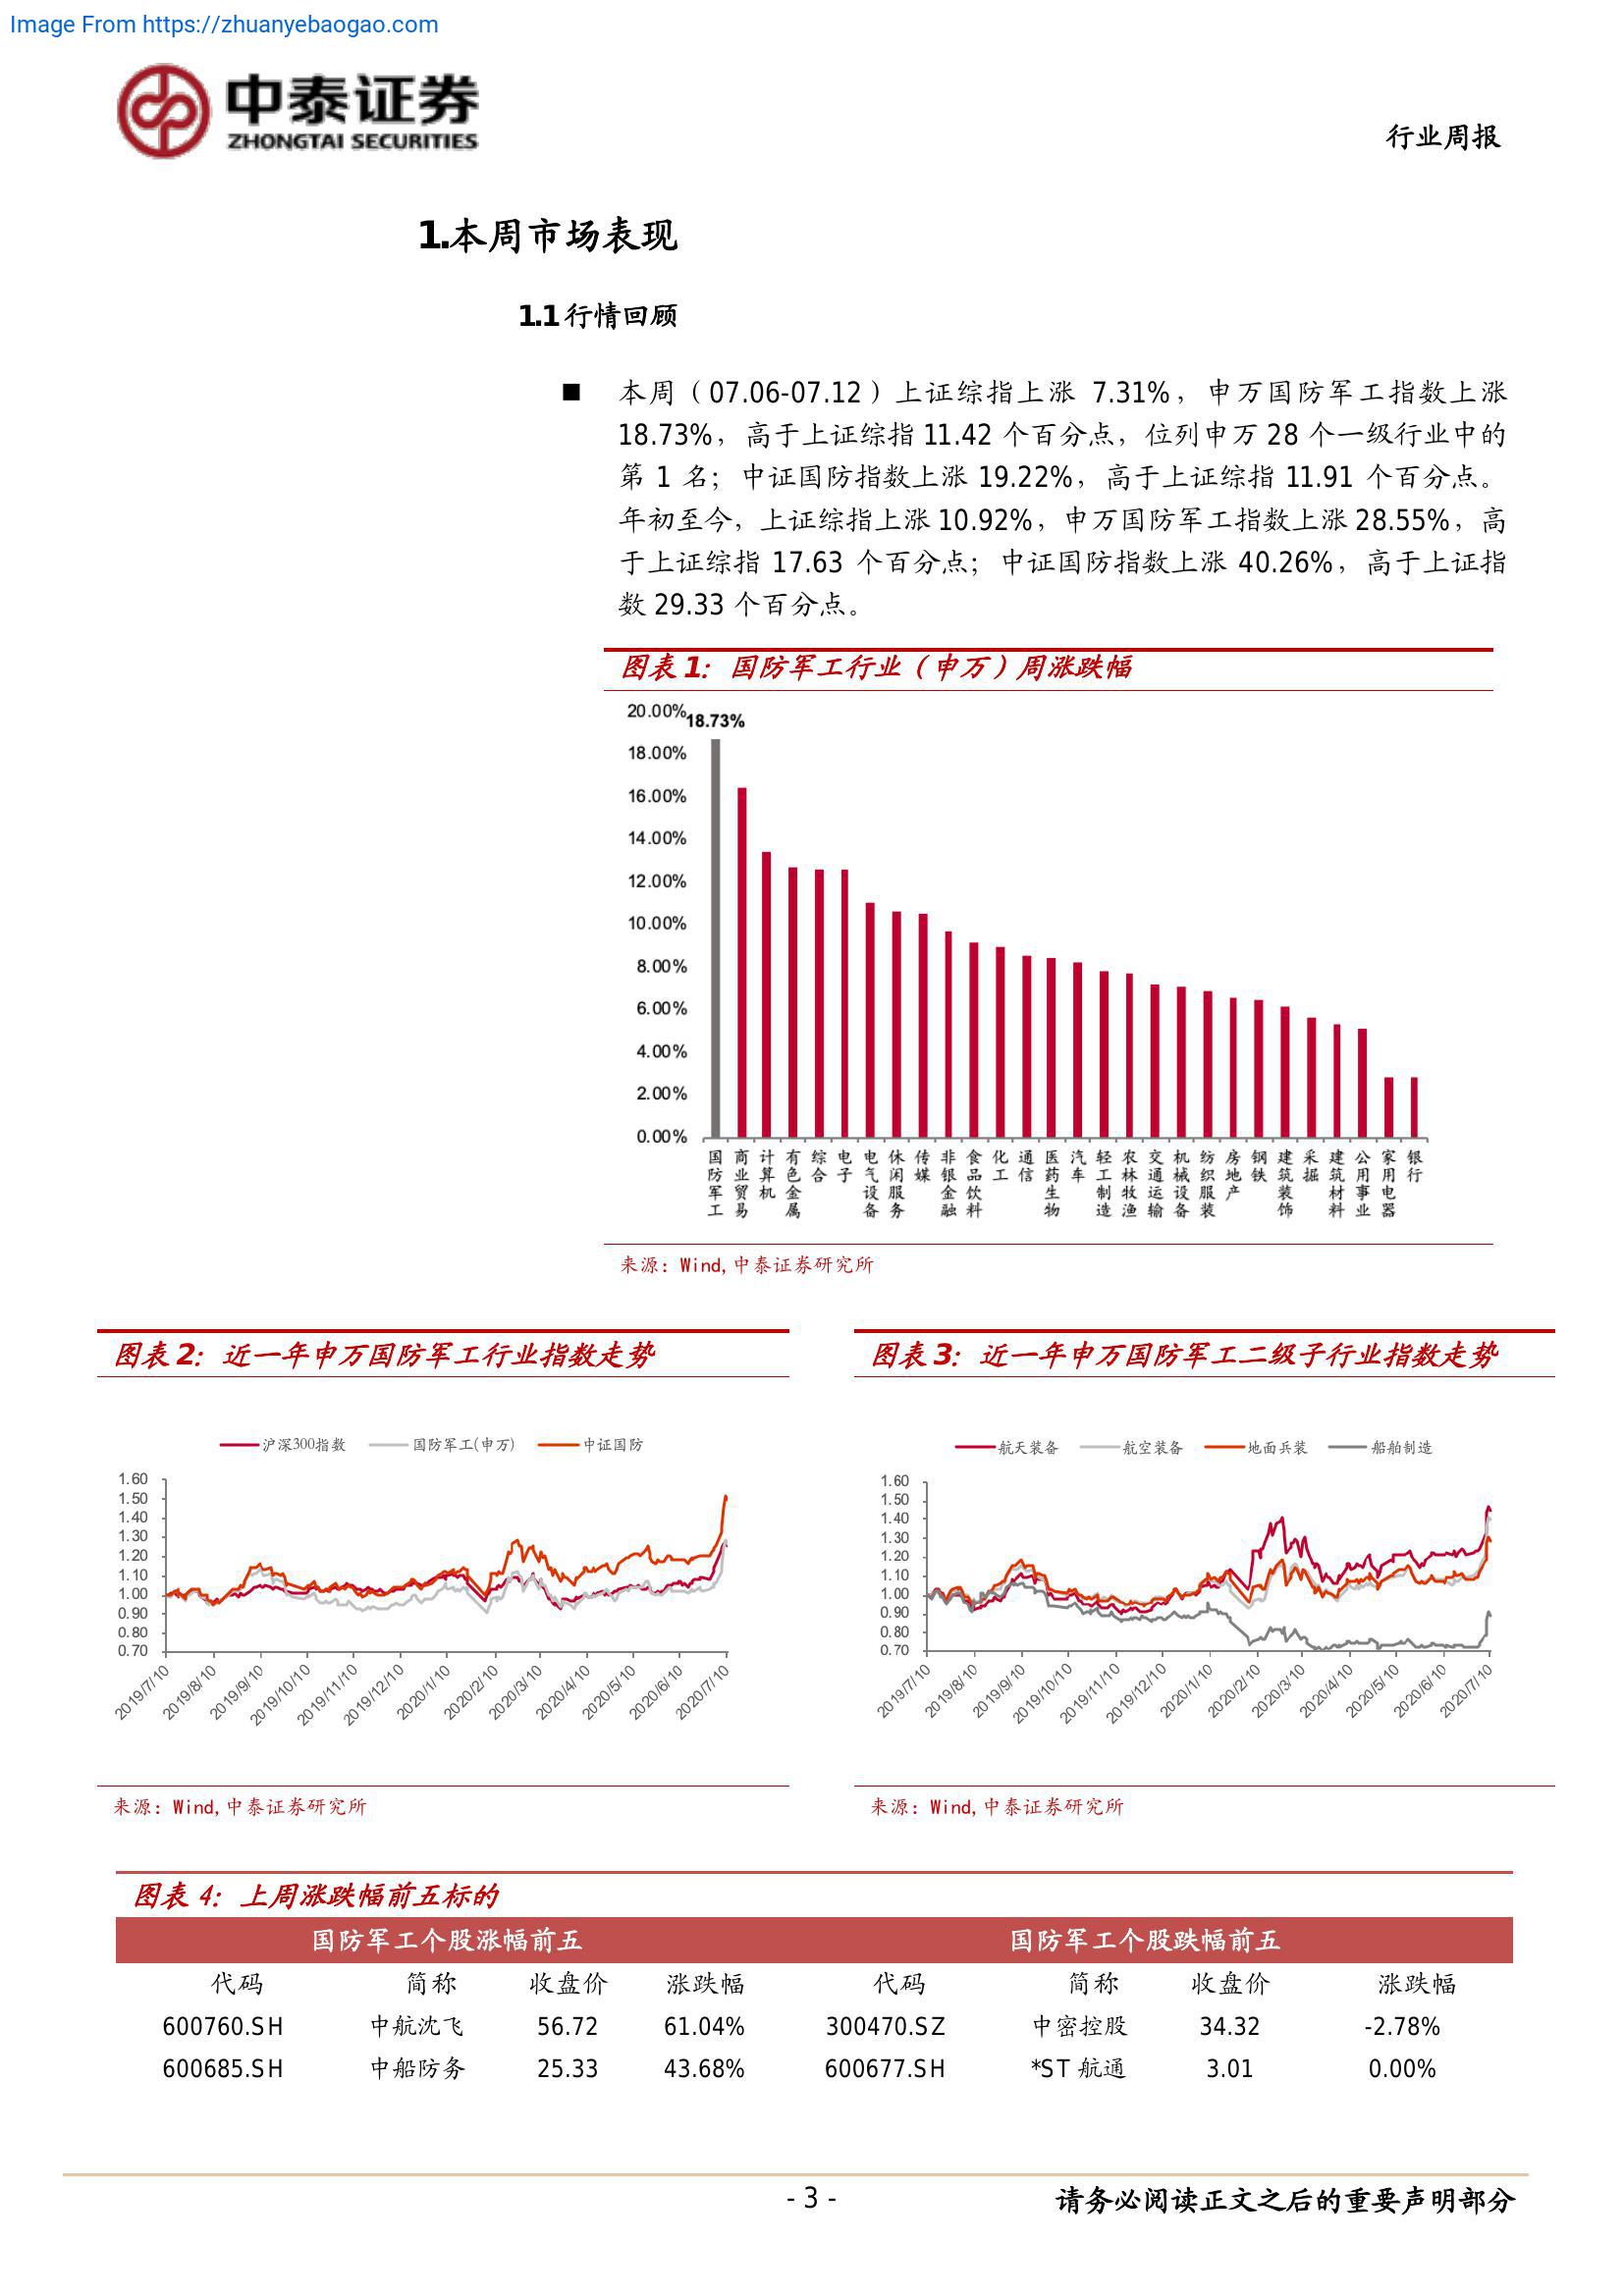 Image From https://zhuanyebaogao.com
中泰证券
ZHONGTAI SECURITIES
行业周报
1.本周市场表现
1.1 行情回顾
■ 本周（07.06-07.12）上证综指上涨 7.31%，申万国防军工指数上涨
18.73%，高于上证综指 11.42 个百分点，位列申万 28 个一级行业中的
第 1 名；中证国防指数上涨 19.22%，高于上证综指 11.91 个百分点。
年初至今，上证综指上涨 10.92%，申万国防军工指数上涨 28.55%，高
于上证综指 17.63 个百分点；中证国防指数上涨 40.26%，高于上证指
数 29.33 个百分点。
图表 1：国防军工行业（申万）周涨跌幅
20.00%
18.73%
18.00%
16.00%
14.00%
12.00%
10.00%
8.00%
6.00%
4.00%
2.00%
0.00%
国防军工 商业贸易 计算机 有色金属 综合 电子 电气设备 休闲服务 传媒 非银金融 食品饮料 化工 通信 医药生物 汽车 轻工制造 农林牧渔 交通运输 机械设备 纺织服装 房地产 钢铁 建筑装饰 采掘 建筑材料 公用事业 家用电器 银行
来源：Wind,中泰证券研究所
图表 2：近一年申万国防军工行业指数走势
沪深300指数 国防军工(申万) 中证国防
1.60
1.50
1.40
1.30
1.20
1.10
1.00
0.90
0.80
0.70
2019/7/10 2019/8/10 2019/9/10 2019/10/10 2019/11/10 2019/12/10 2020/1/10 2020/2/10 2020/3/10 2020/4/10 2020/5/10 2020/6/10 2020/7/10
来源：Wind,中泰证券研究所
图表 3：近一年申万国防军工二级子行业指数走势
航天装备 航空装备 地面兵装 船舶制造
1.60
1.50
1.40
1.30
1.20
1.10
1.00
0.90
0.80
0.70
2019/7/10 2019/8/10 2019/9/10 2019/10/10 2019/11/10 2019/12/10 2020/1/10 2020/2/10 2020/3/10 2020/4/10 2020/5/10 2020/6/10 2020/7/10
来源：Wind,中泰证券研究所
图表 4：上周涨跌幅前五标的
国防军工个股涨幅前五 国防军工个股跌幅前五
代码 简称 收盘价 涨跌幅 代码 简称 收盘价 涨跌幅
600760.SH 中航沈飞 56.72 61.04% 300470.SZ 中密控股 34.32 -2.78%
600685.SH 中船防务 25.33 43.68% 600677.SH *ST 航通 3.01 0.00%
- 3 -
请务必阅读正文之后的重要声明部分